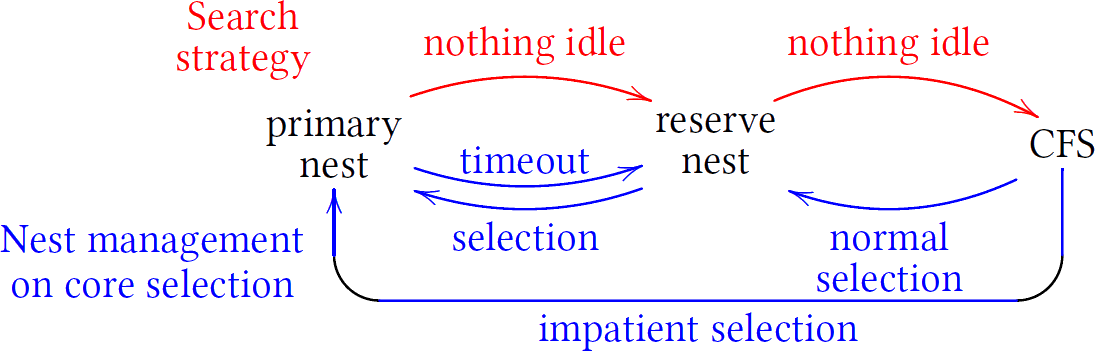 Search
strategy
nothing idle
nothing idle
primary
nest
reserve
nest
CFS
timeout
selection
normal
selection
Nest management
on core selection
impatient selection